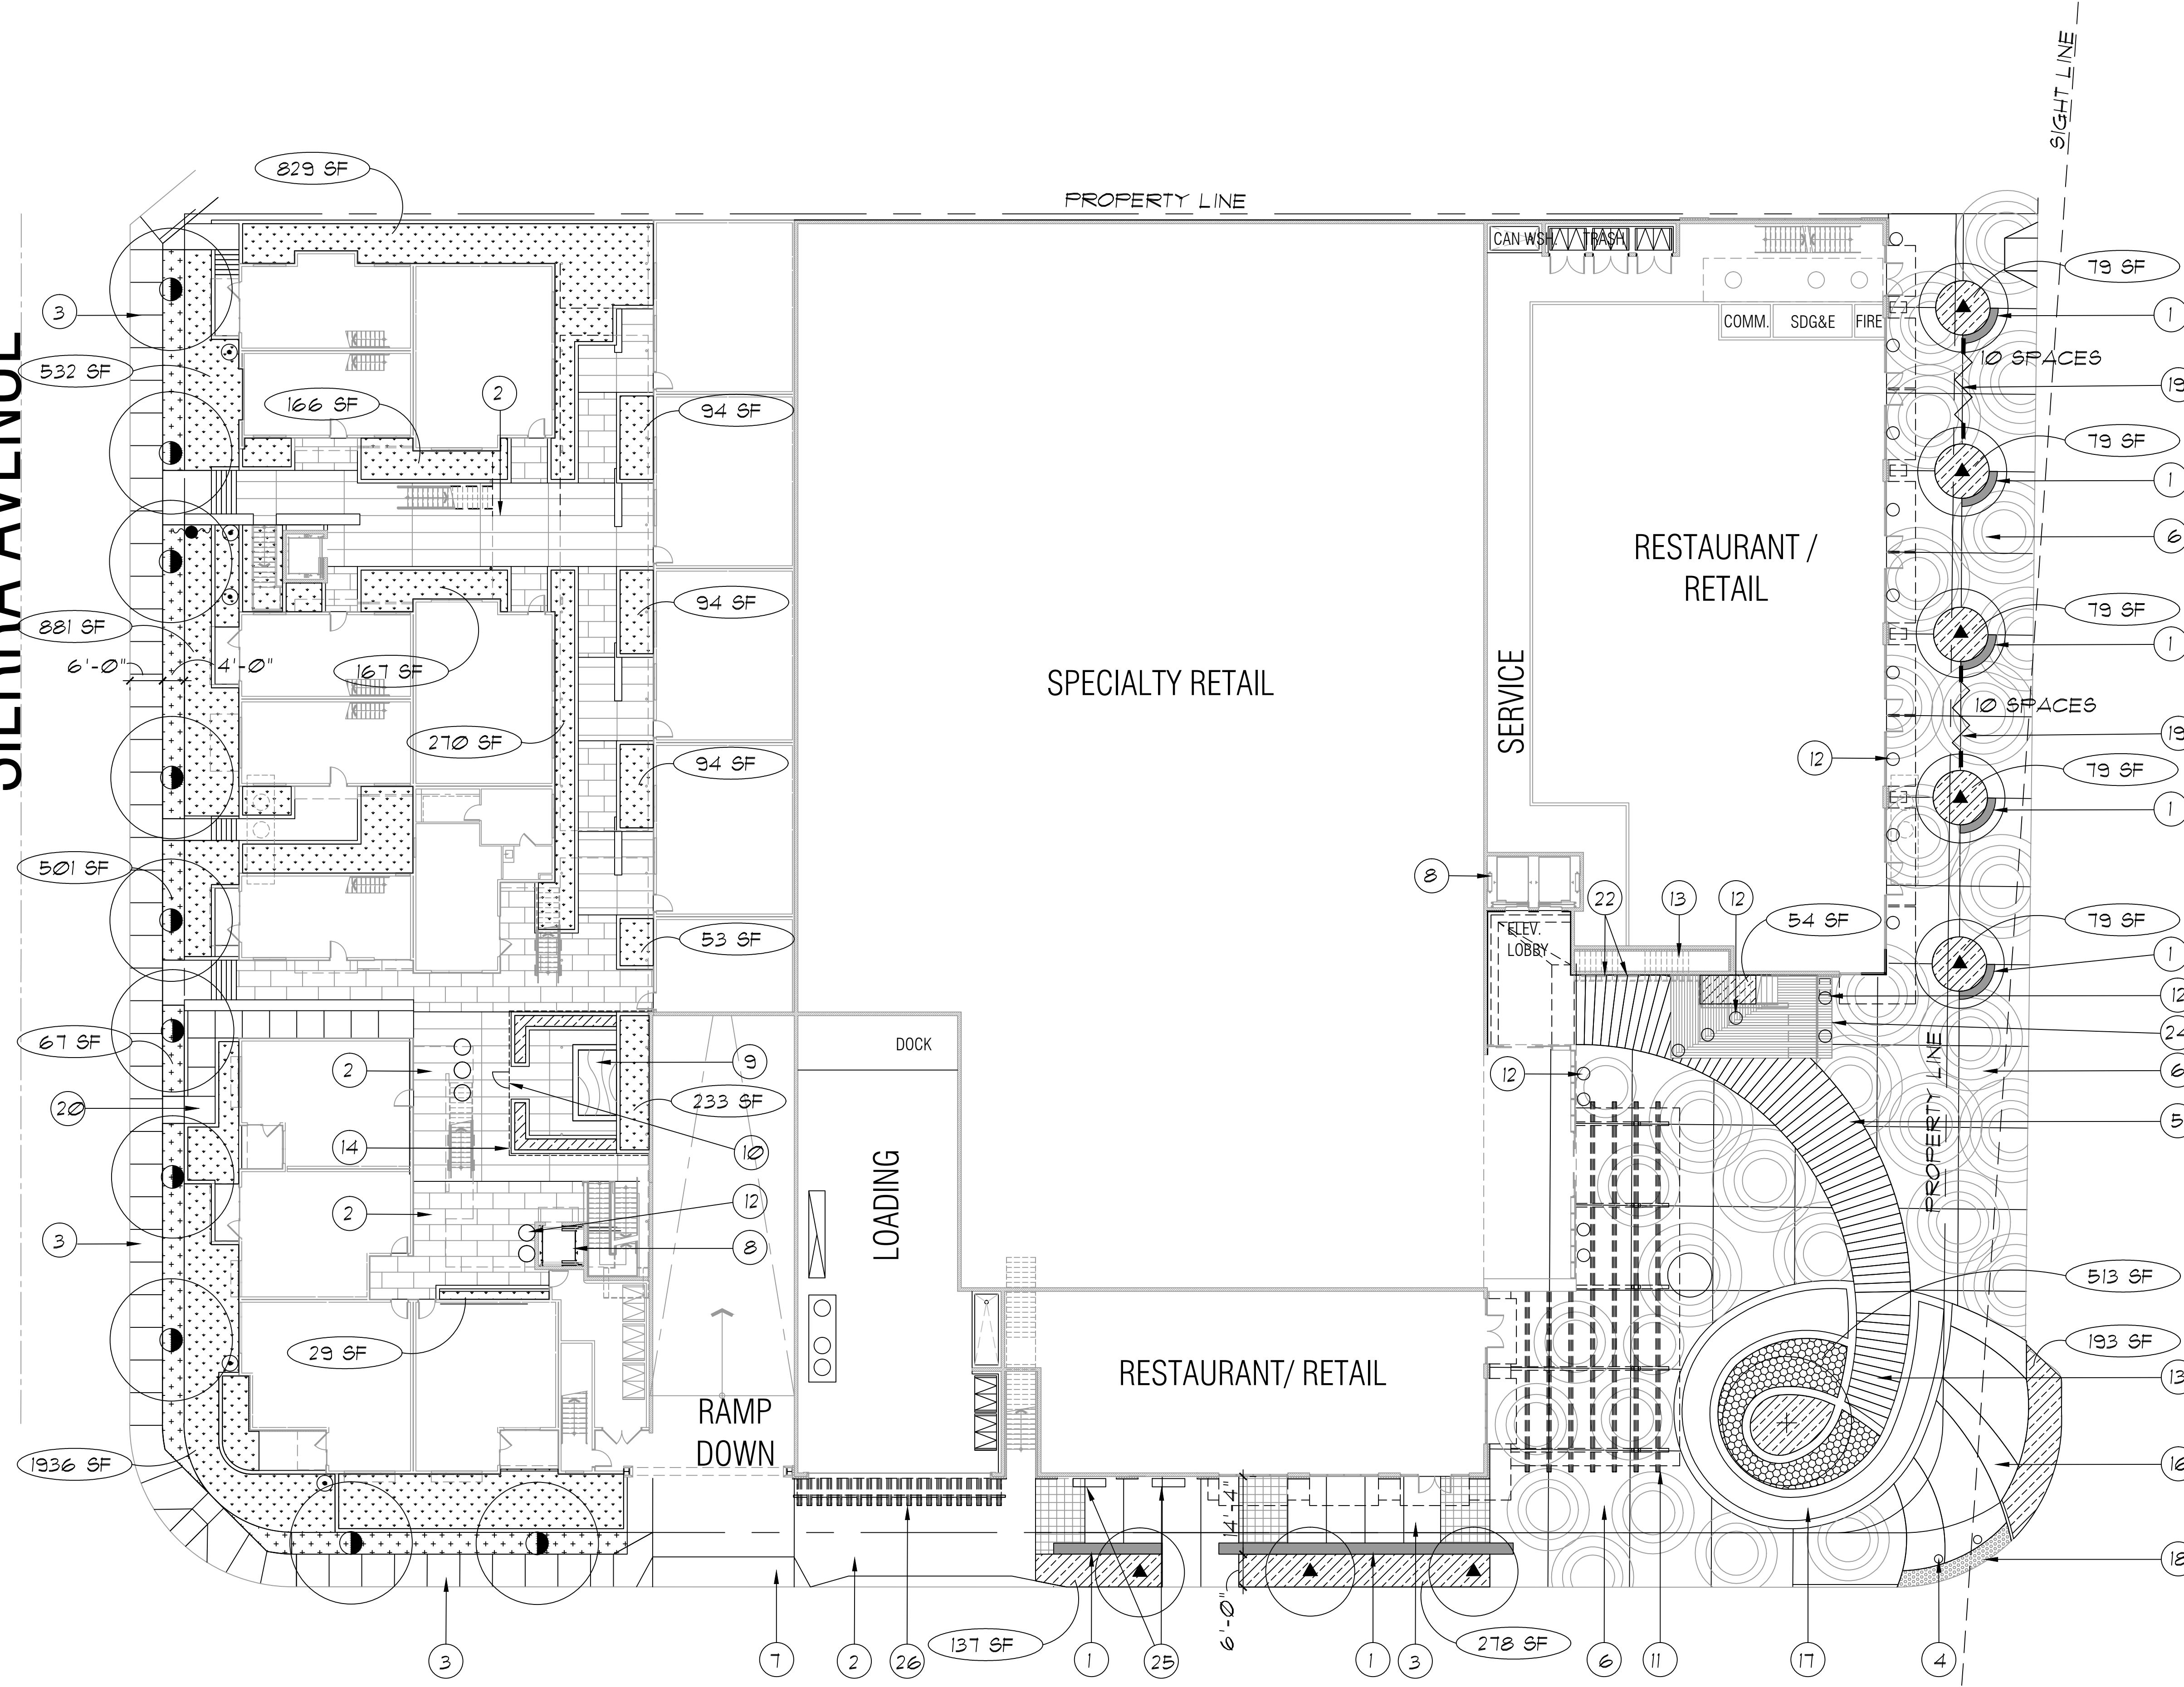 SIGHT LINE
829 SF
PROPERTY LINE
CAN WSH.
TRASH
79 SF
3
COMM.
SDG&E
FIRE
1
10 SPACES
532 SF
19
166 SF
2
94 SF
79 SF
1
RESTAURANT /
RETAIL
6
SIERRA AVENUE
94 SF
79 SF
881 SF
1
6'-0"
4'-0"
167 SF
SPECIALTY RETAIL
SERVICE
10 SPACES
270 SF
94 SF
19
12
79 SF
1
501 SF
8
22
13
12
54 SF
79 SF
53 SF
ELEV.
LOBBY
1
12
67 SF
DOCK
24
PROPERTY LINE
2
9
12
6
20
233 SF
5
14
10
LOADING
2
12
3
8
513 SF
29 SF
193 SF
RESTAURANT/ RETAIL
13
RAMP
DOWN
1936 SF
16
14'-4"
18
6'-0"
137 SF
278 SF
3
7
2
26
1
25
1
3
6
11
17
4